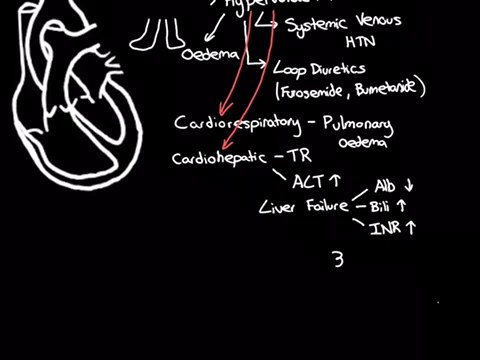 Systemic Venous
HTN
Oedema
Loop Diuretics
(Furosemide, Bumetanide)
Cardiorespiratory - Pulmonary
Oedema
Cardiohepatic - TR
ALT ↑
Liver Failure - Alb ↓
Bili ↑
INR ↑
3